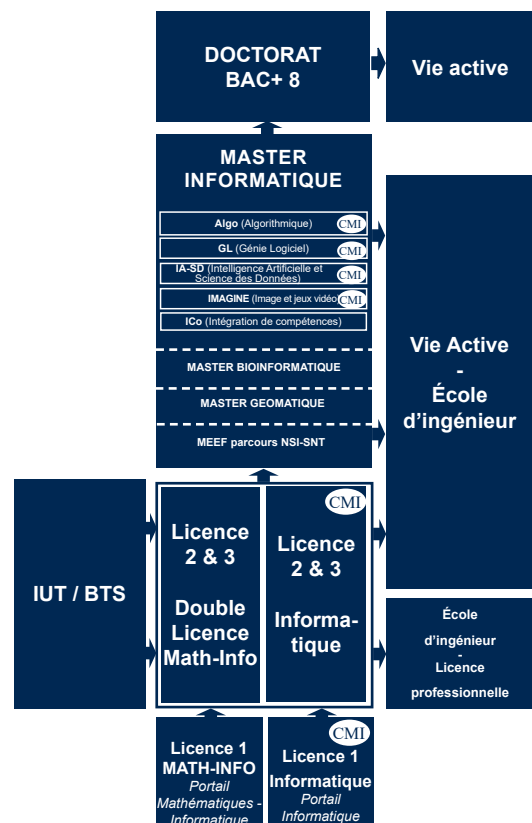 DOCTORAT
BAC+ 8
Vie active
MASTER
INFORMATIQUE
Algo (Algorithmique)
CMI
GL (Génie Logiciel)
CMI
IA-SD (Intelligence Artificielle et
Science des Données)
CMI
IMAGINE (Image et jeux vidéo)
CMI
ICo (Intégration de compétences)
MASTER BIOINFORMATIQUE
MASTER GEOMATIQUE
MEEF parcours NSI-SNT
Vie Active
-
École
d'ingénieur
IUT / BTS
Licence
2 & 3
Double
Licence
Math-Info
CMI
Licence
2 & 3
Informa-
tique
École
d'ingénieur
-
Licence
professionnelle
Licence 1
MATH-INFO
Portail
Mathématiques -
Informatique
CMI
Licence 1
Informatique
Portail
Informatique